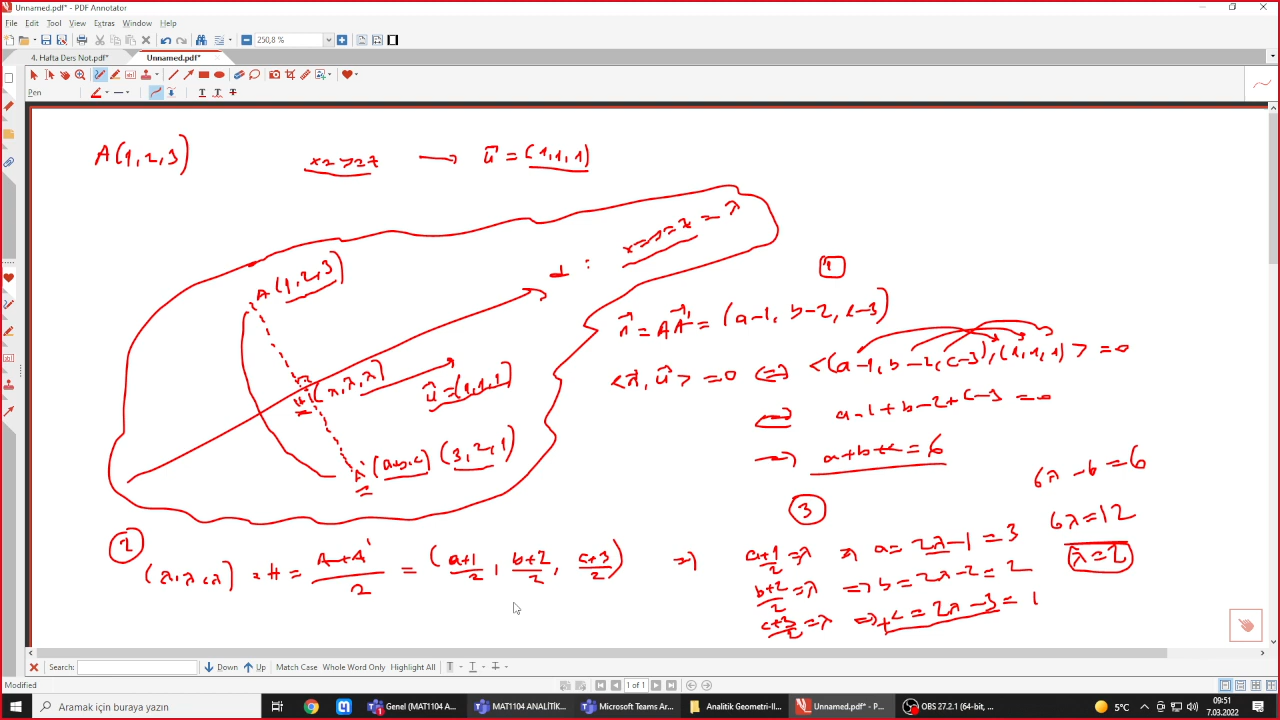 Unnamed.pdf* - PDF Annotator
File Edit Tool View Extras Window Help
250,8 %
4. Hafta Ders Not.pdf* Unnamed.pdf*
Pen
A(1,2,3) x=y=z → u⃗ = (1,1,1)
d : x=y=z=λ
A(1,2,3)
1
n⃗ = AA⃗' = (a-1, b-2, c-3)
<n⃗, u⃗> = 0 ⇔ <(a-1, b-2, c-3), (1,1,1)> = 0
H(λ,λ,λ)
u⃗=(1,1,1)
⇔ a-1+b-2+c-3 = 0
A'(a,b,c) (3,2,1)
⇒ a+b+c = 6
6λ - 6 = 6
6λ = 12
λ = 2
2
(λ,λ,λ) = H = A+A'/2 = (a+1/2, b+2/2, c+3/2) ⇒
3
a+1/2 = λ ⇒ a = 2λ-1 = 3
b+2/2 = λ ⇒ b = 2λ-2 = 2
c+3/2 = λ ⇒ + c = 2λ-3 = 1
Search: Down Up Match Case Whole Word Only Highlight All
Modified
1 of 1
Aramak için buraya yazın
Genel (MAT1104 A...
MAT1104 ANALİTİK...
Microsoft Teams Ar...
Analitik Geometri-II...
Unnamed.pdf* - P...
OBS 27.2.1 (64-bit, ...
5°C
09:51
7.03.2022